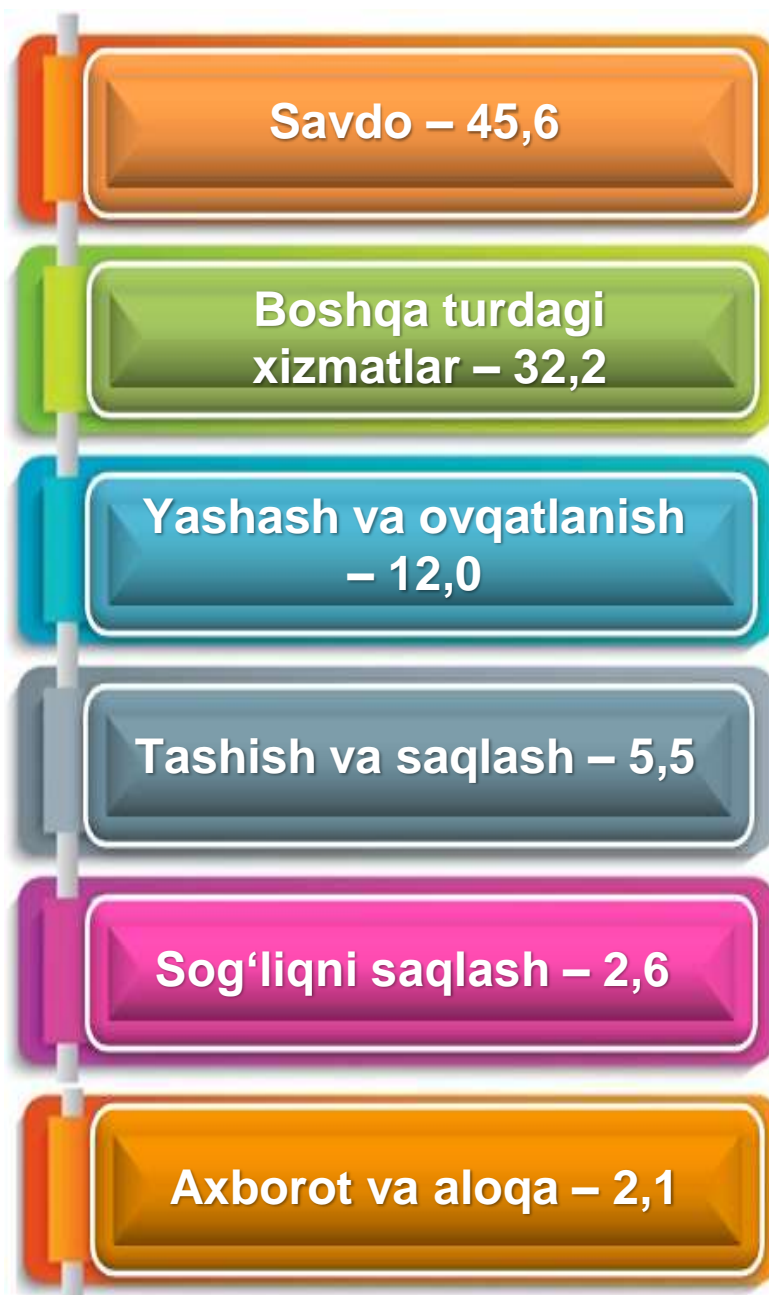 Savdo – 45,6
Boshqa turdagi
xizmatlar – 32,2
Yashash va ovqatlanish
– 12,0
Tashish va saqlash – 5,5
Sog‘liqni saqlash – 2,6
Axborot va aloqa – 2,1